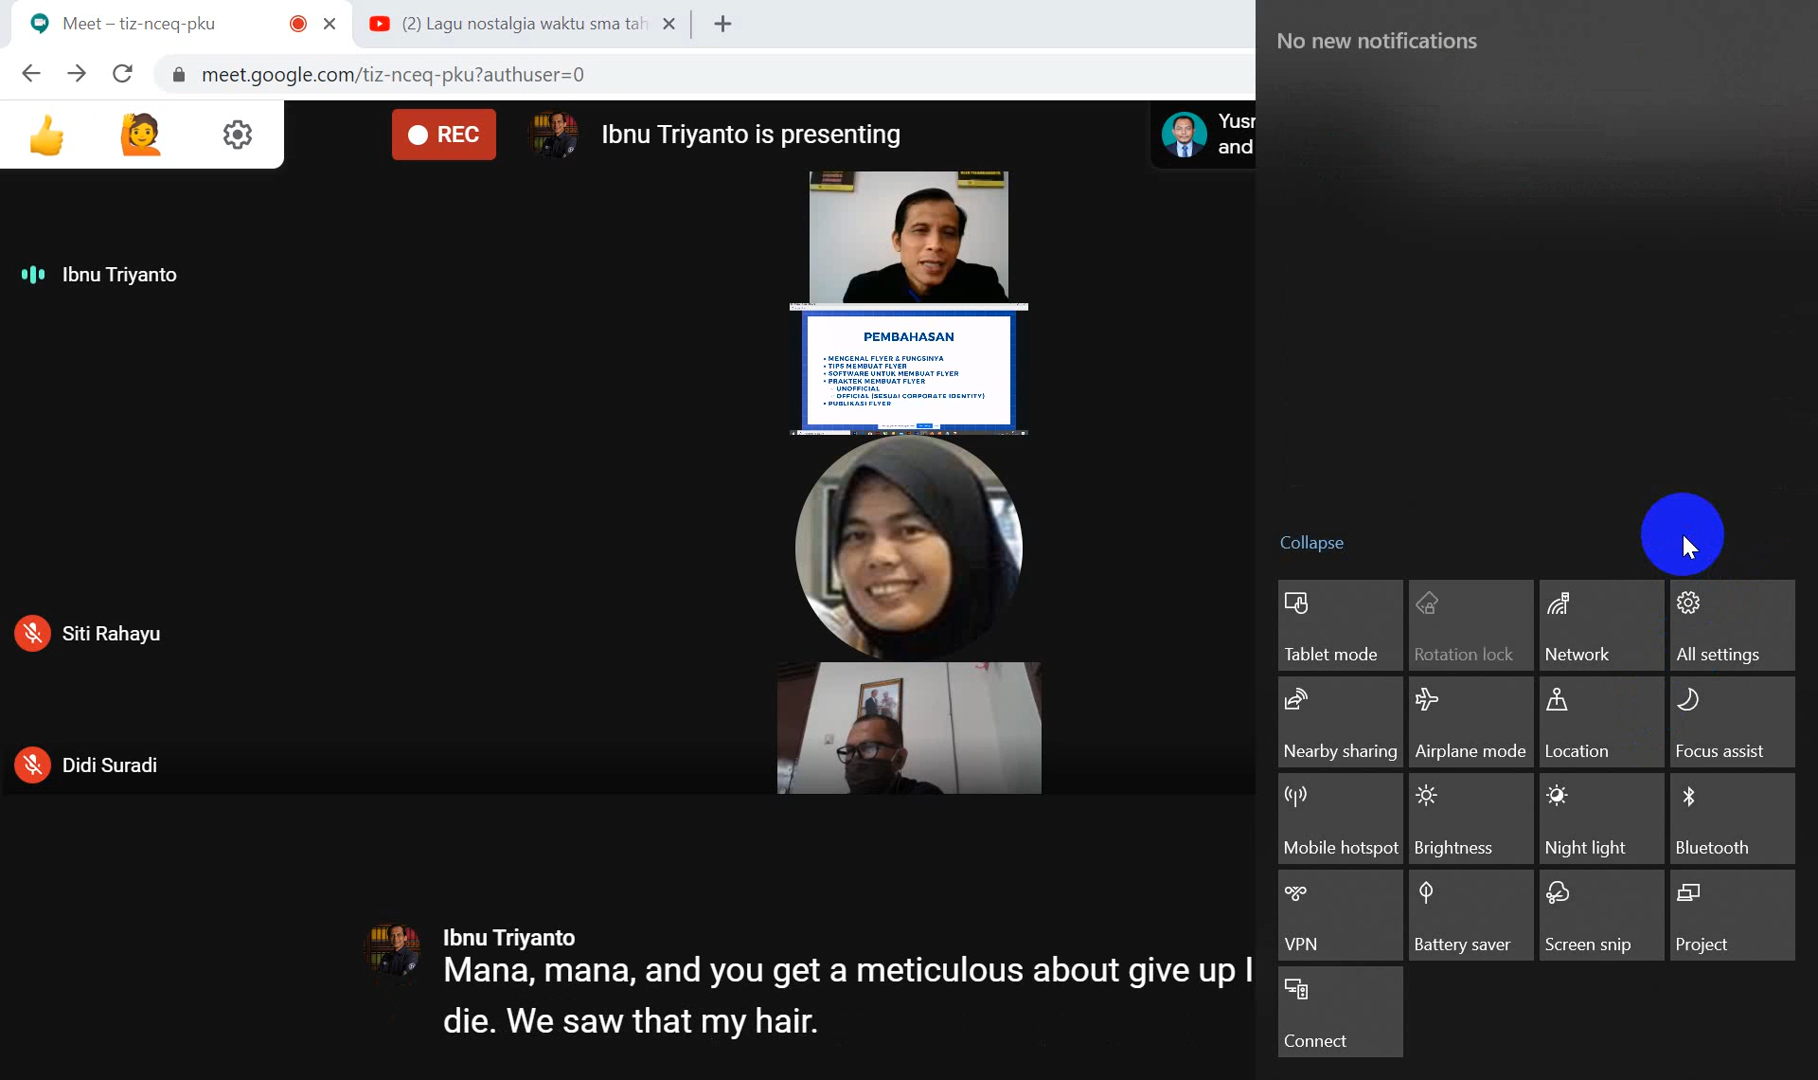 Meet – tiz-nceq-pku
(2) Lagu nostalgia waktu sma tah
meet.google.com/tiz-nceq-pku?authuser=0
No new notifications
REC
Ibnu Triyanto is presenting
Yusr
and
Ibnu Triyanto
PEMBAHASAN
• MENGENAL FLYER & FUNGSINYA
• TIPS MEMBUAT FLYER
• SOFTWARE UNTUK MEMBUAT FLYER
• PRAKTEK MEMBUAT FLYER
– UNOFFICIAL
– OFFICIAL (SESUAI CORPORATE IDENTITY)
• PUBLIKASI FLYER
Siti Rahayu
Didi Suradi
Ibnu Triyanto
Mana, mana, and you get a meticulous about give up I
die. We saw that my hair.
Collapse
Tablet mode
Rotation lock
Network
All settings
Nearby sharing
Airplane mode
Location
Focus assist
Mobile hotspot
Brightness
Night light
Bluetooth
VPN
Battery saver
Screen snip
Project
Connect